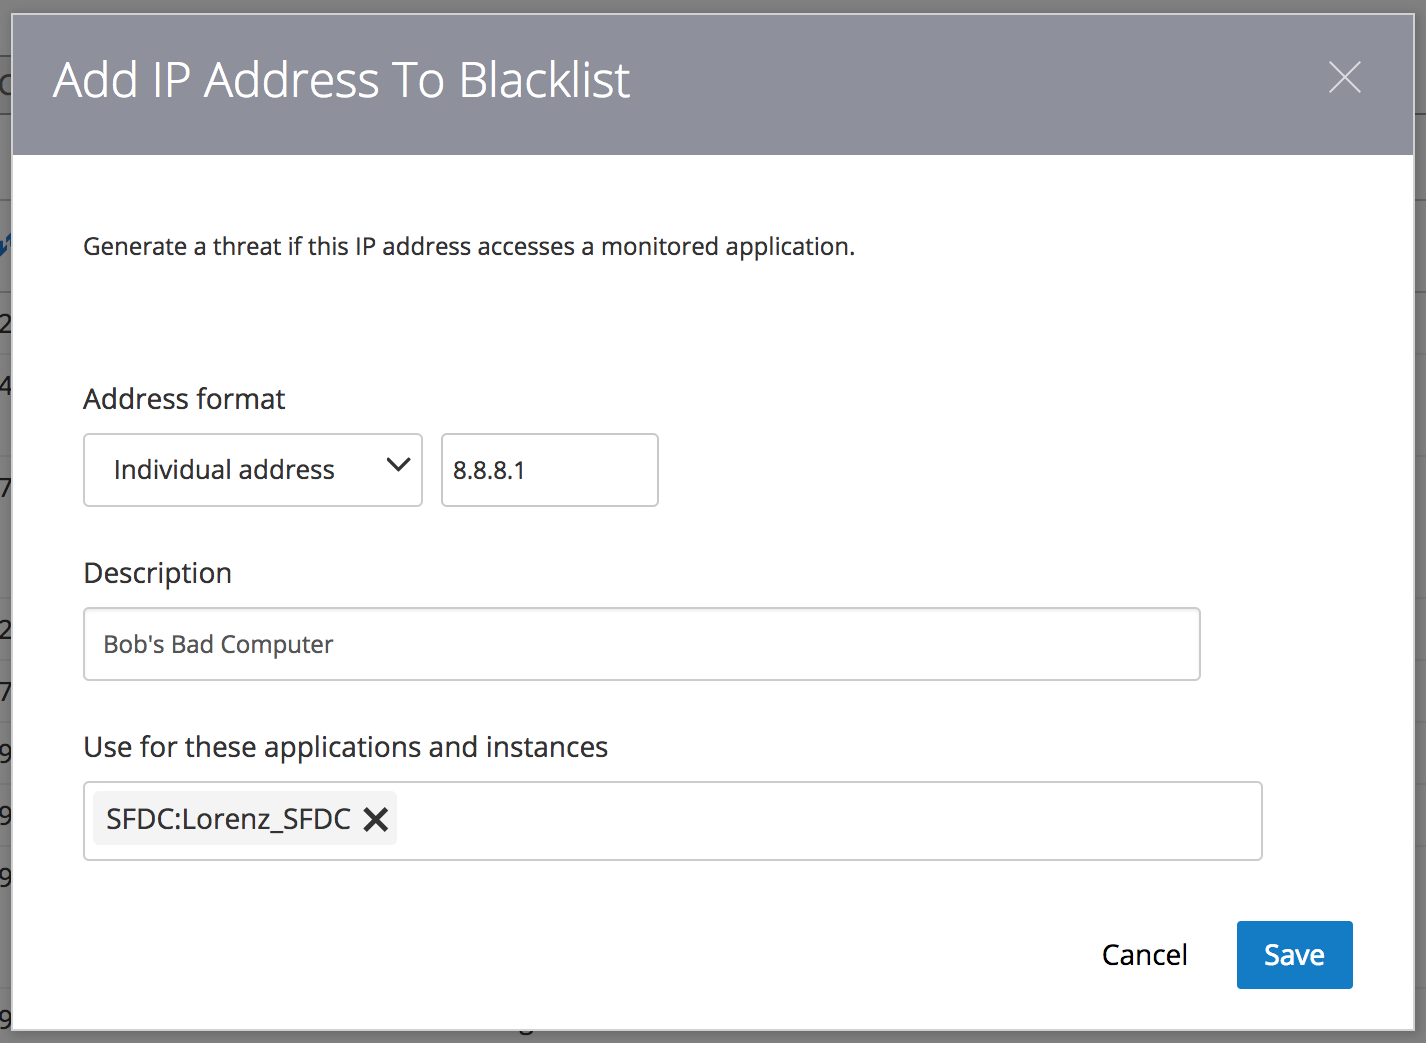 Add IP Address To Blacklist
Generate a threat if this IP address accesses a monitored application.
Address format
Individual address
8.8.8.1
Description
Bob's Bad Computer
Use for these applications and instances
SFDC:Lorenz_SFDC
Cancel
Save